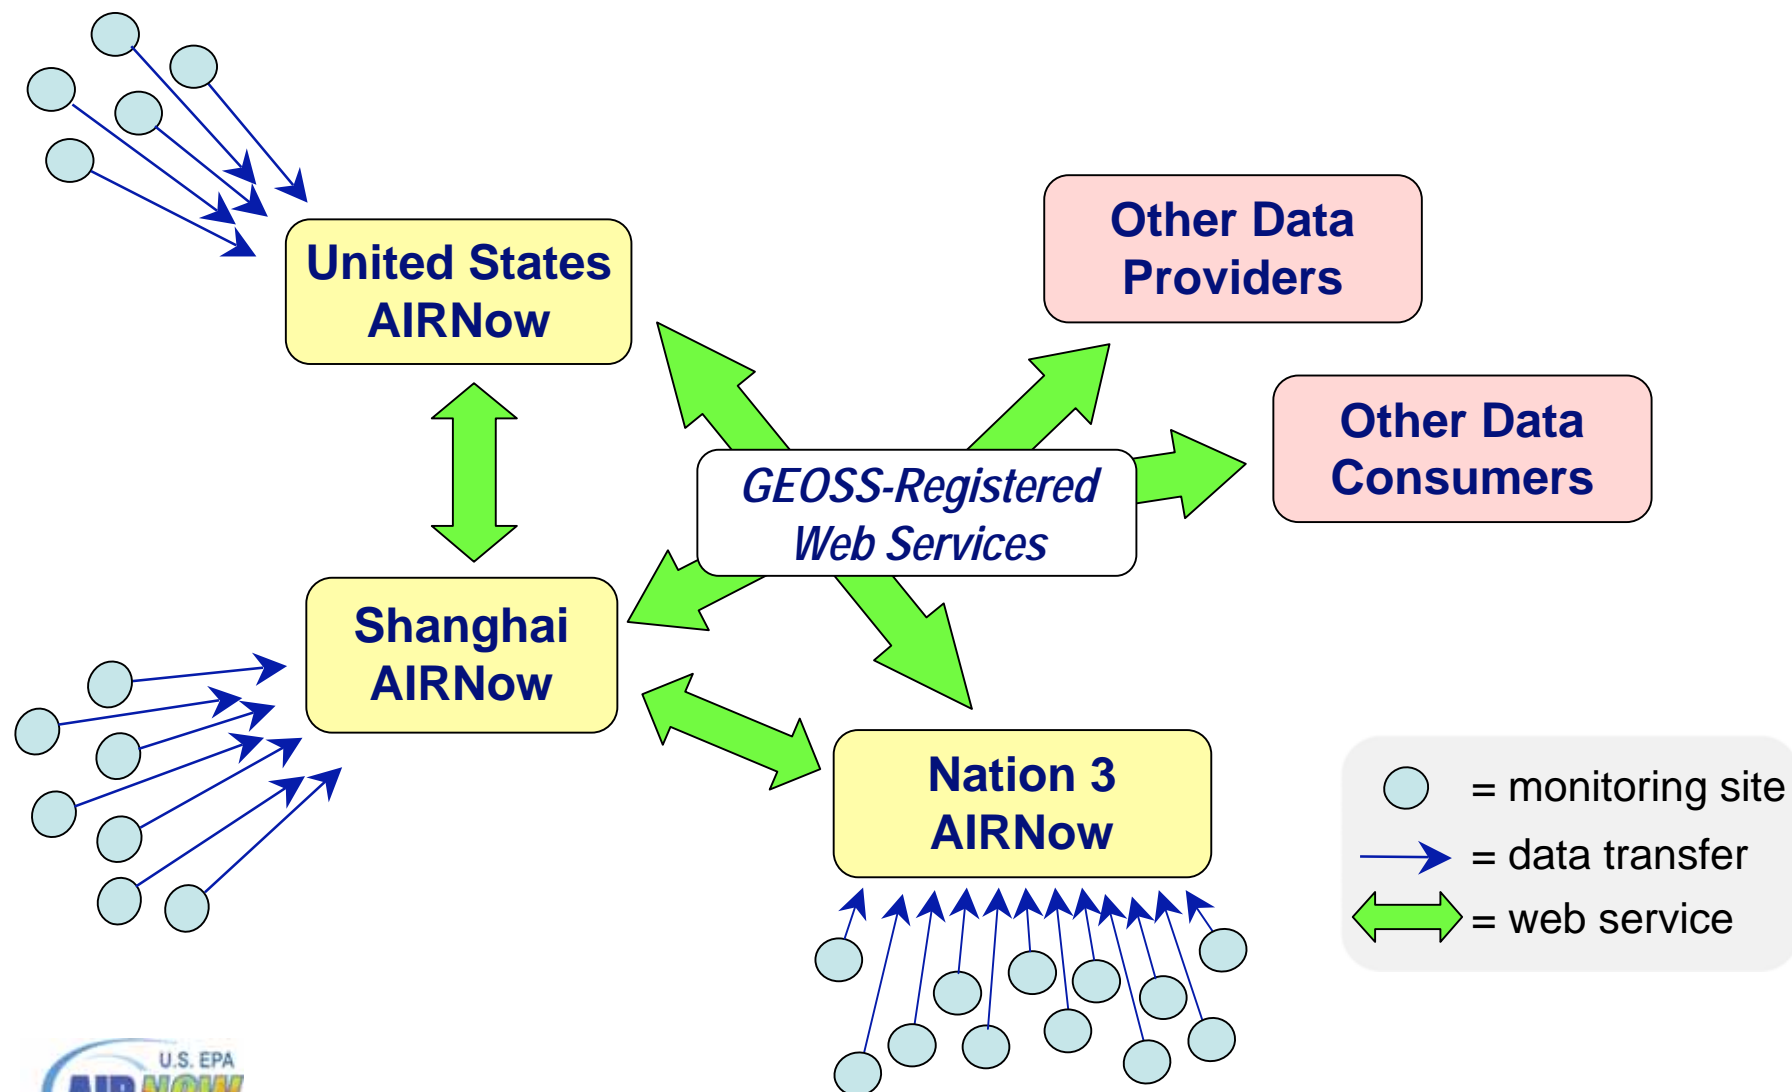 United States
AIRNow
Other Data
Providers
Other Data
Consumers
GEOSS-Registered
Web Services
Shanghai
AIRNow
Nation 3
AIRNow
= monitoring site
= data transfer
= web service
U.S. EPA
AIRNOW